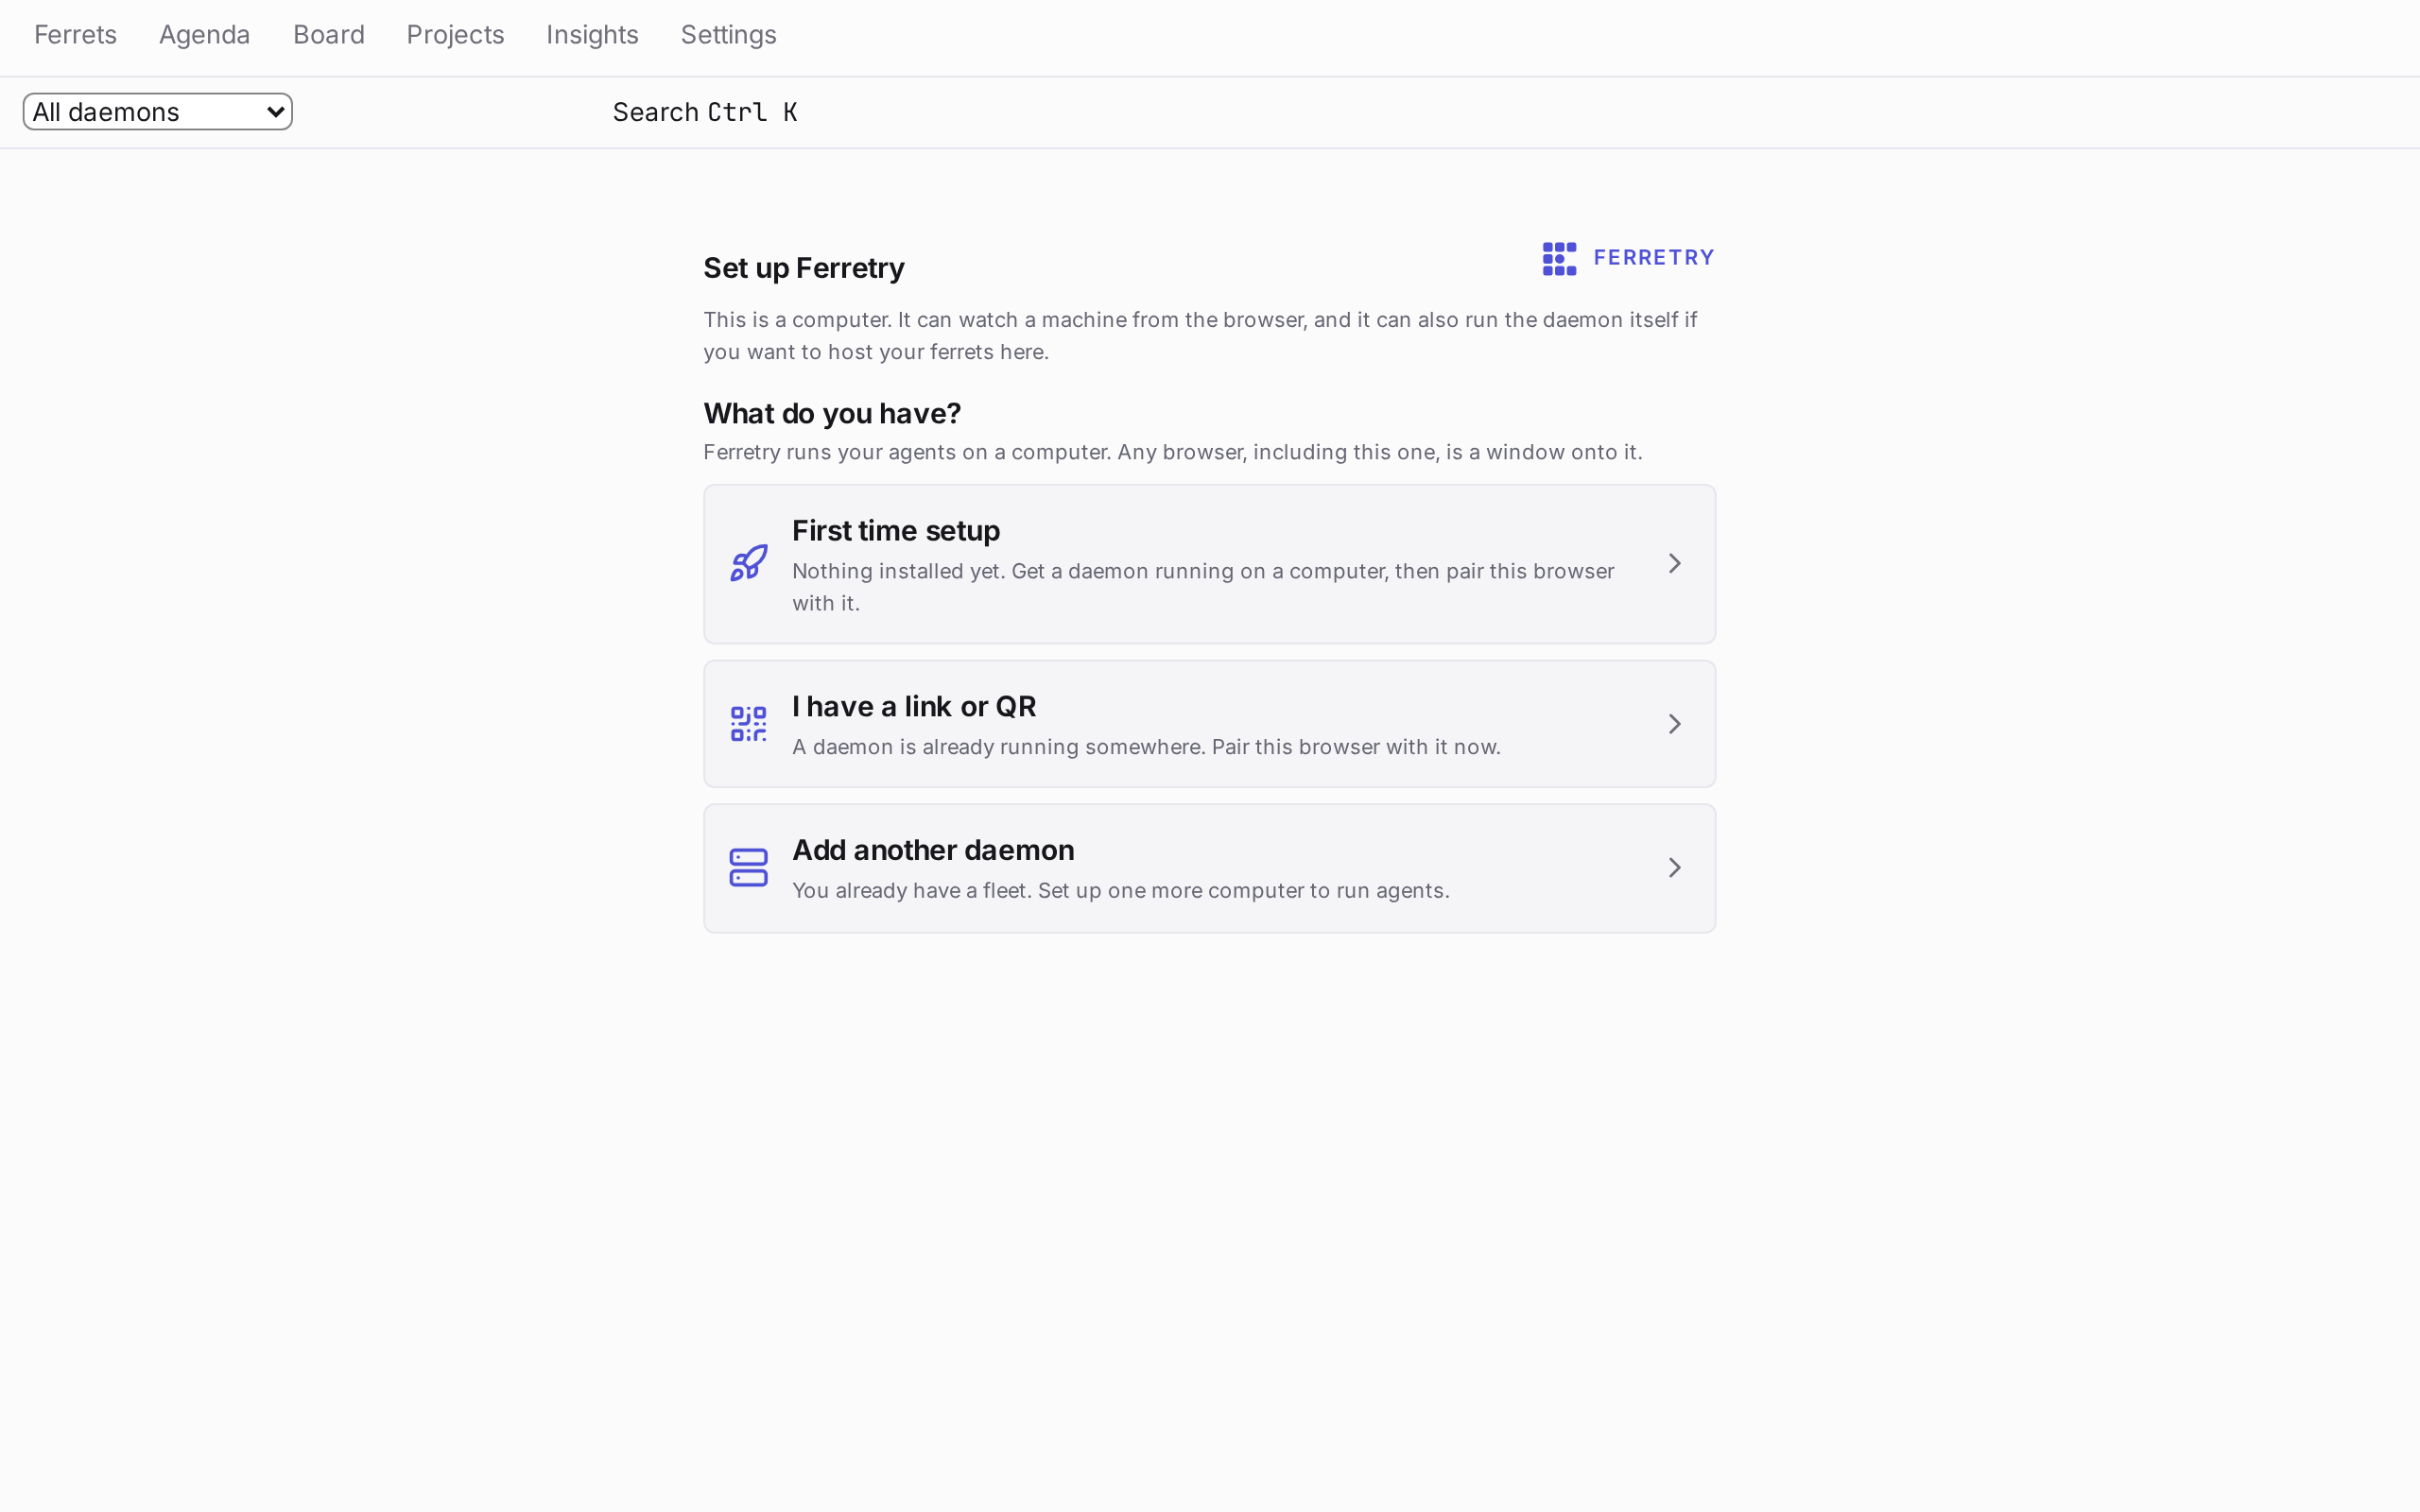 Ferrets Agenda Board Projects Insights Settings
All daemons Search Ctrl K
Set up Ferretry
FERRETRY
This is a computer. It can watch a machine from the browser, and it can also run the daemon itself if
you want to host your ferrets here.
What do you have?
Ferretry runs your agents on a computer. Any browser, including this one, is a window onto it.
First time setup
Nothing installed yet. Get a daemon running on a computer, then pair this browser
with it.
I have a link or QR
A daemon is already running somewhere. Pair this browser with it now.
Add another daemon
You already have a fleet. Set up one more computer to run agents.